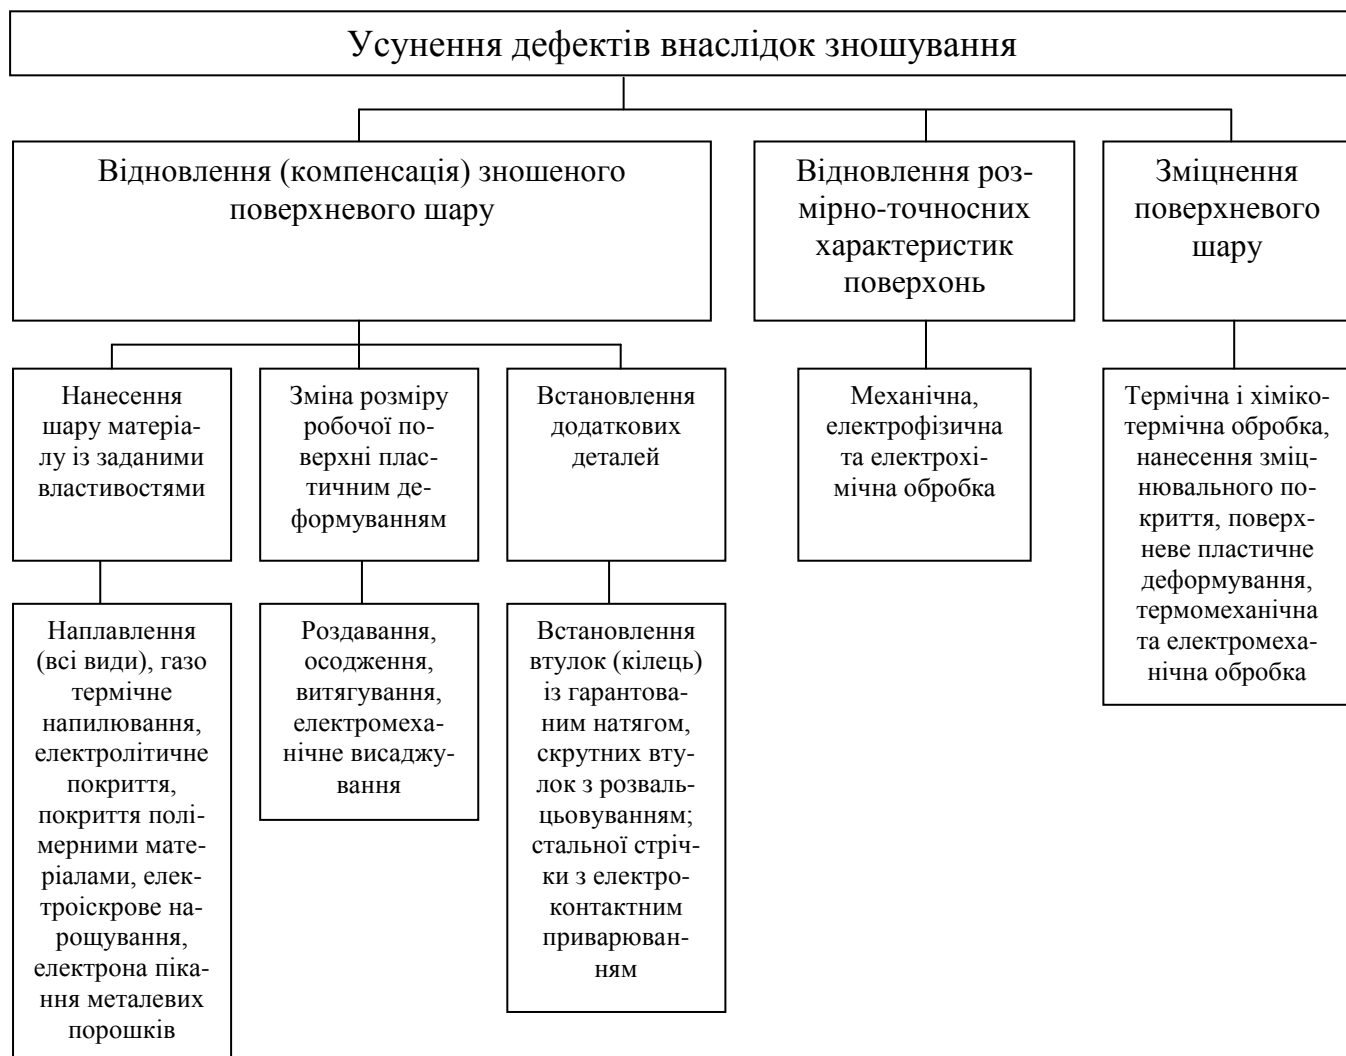 Усунення дефектів внаслідок зношування
Відновлення (компенсація) зношеного
поверхневого шару
Відновлення роз-
мірно-точносних
характеристик
поверхонь
Зміцнення
поверхневого
шару
Нанесення
шару матеріа-
лу із заданими
властивостями
Зміна розміру
робочої по-
верхні плас-
тичним де-
формуванням
Встановлення
додаткових
деталей
Механічна,
електрофізична
та електрохі-
мічна обробка
Термічна і хіміко-
термічна обробка,
нанесення зміц-
нювального по-
криття, поверх-
неве пластичне
деформування,
термомеханічна
та електромеха-
нічна обробка
Наплавлення
(всі види), газо
термічне
напилювання,
електролітичне
покриття,
покриття полі-
мерними мате-
ріалами, елек-
троіскрове на-
рощування,
електрона піка-
ння металевих
порошків
Роздавання,
осодження,
витягування,
електромеха-
нічне висаджу-
вання
Встановлення
втулок (кілець)
із гарантова-
ним натягом,
скрутних вту-
лок з розваль-
цьовуванням;
стальної стріч-
ки з електро-
контактним
приварюван-
ням